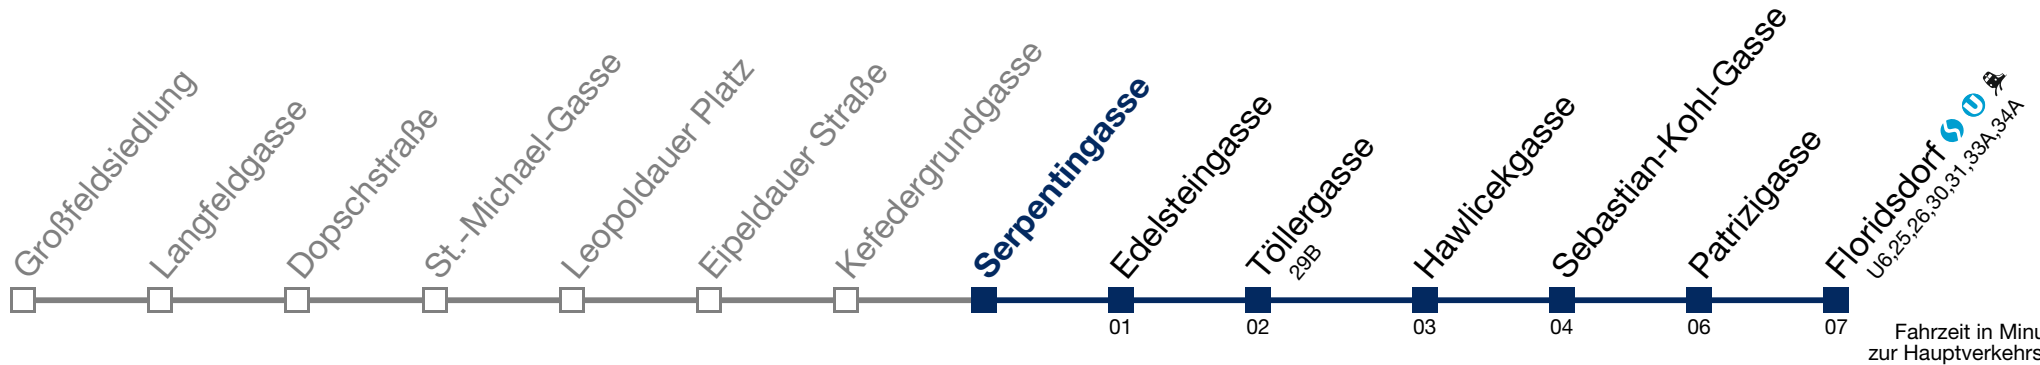 Großfeldsiedlung
Langfeldgasse
Dopschstraße
St.-Michael-Gasse
Leopoldauer Platz
Eipeldauer Straße
Kefedergrundgasse
Serpentingasse
Edelsteingasse
Töllergasse
29B
Hawlicekgasse
Sebastian-Kohl-Gasse
Patrizigasse
Floridsdorf
U6,25,26,30,31,33A,34A
01
02
03
04
06
07
Fahrzeit in Minu
zur Hauptverkehrs